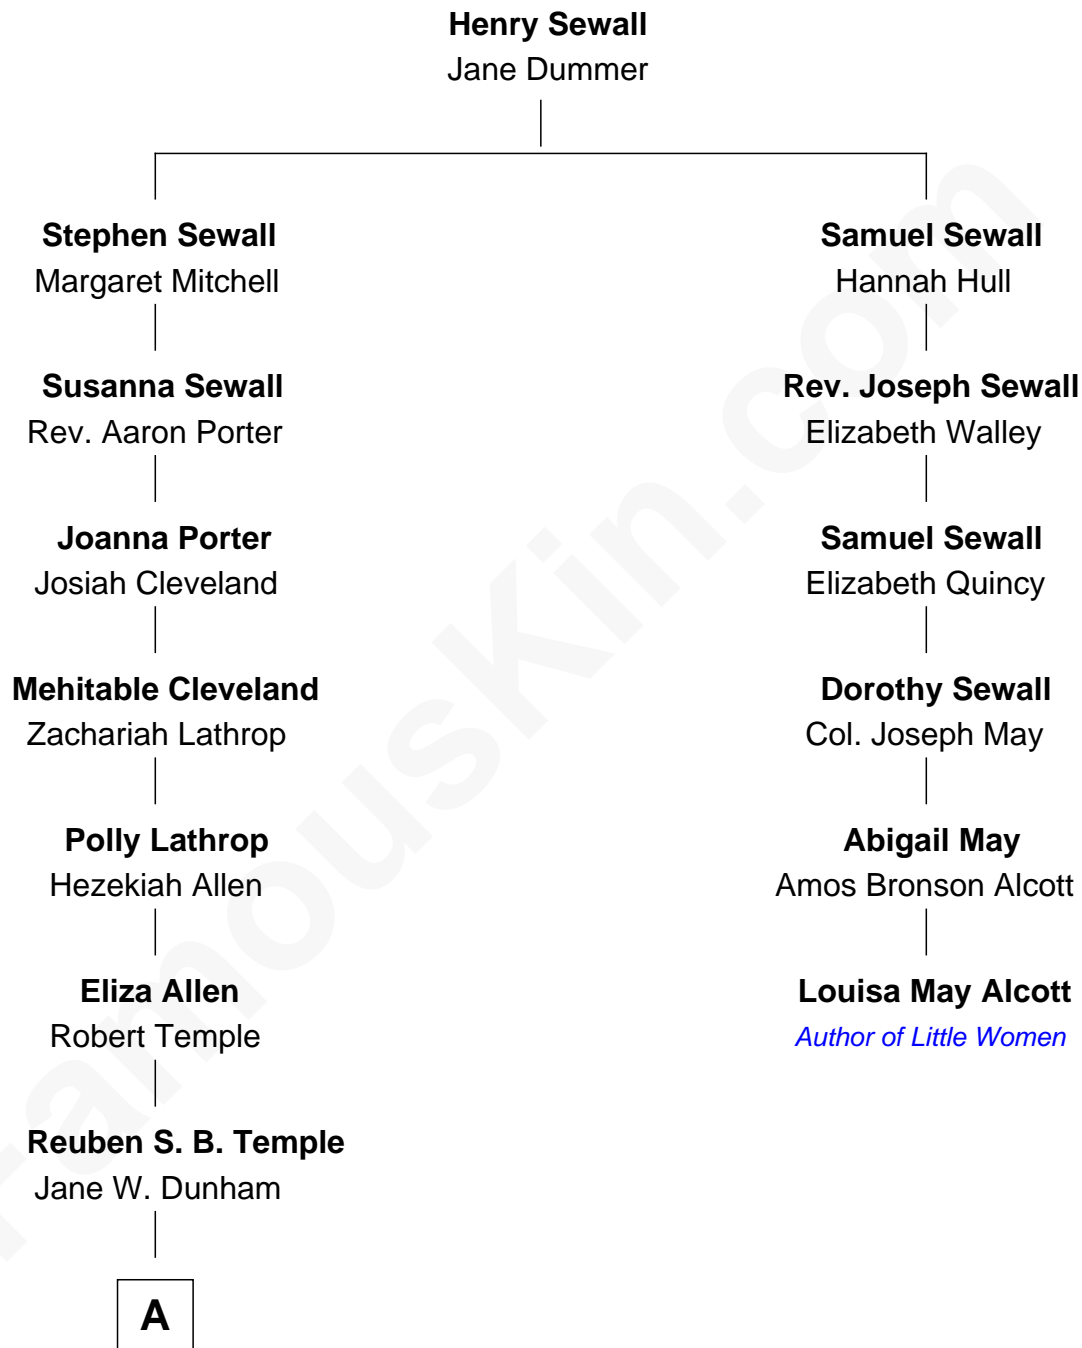 Henry Sewall
Jane Dummer
Stephen Sewall
Margaret Mitchell
Samuel Sewall
Hannah Hull
Susanna Sewall
Rev. Aaron Porter
Rev. Joseph Sewall
Elizabeth Walley
Joanna Porter
Josiah Cleveland
Samuel Sewall
Elizabeth Quincy
Mehitable Cleveland
Zachariah Lathrop
Dorothy Sewall
Col. Joseph May
Polly Lathrop
Hezekiah Allen
Abigail May
Amos Bronson Alcott
Eliza Allen
Robert Temple
Louisa May Alcott
Author of Little Women
Reuben S. B. Temple
Jane W. Dunham
A
FamousKin.com